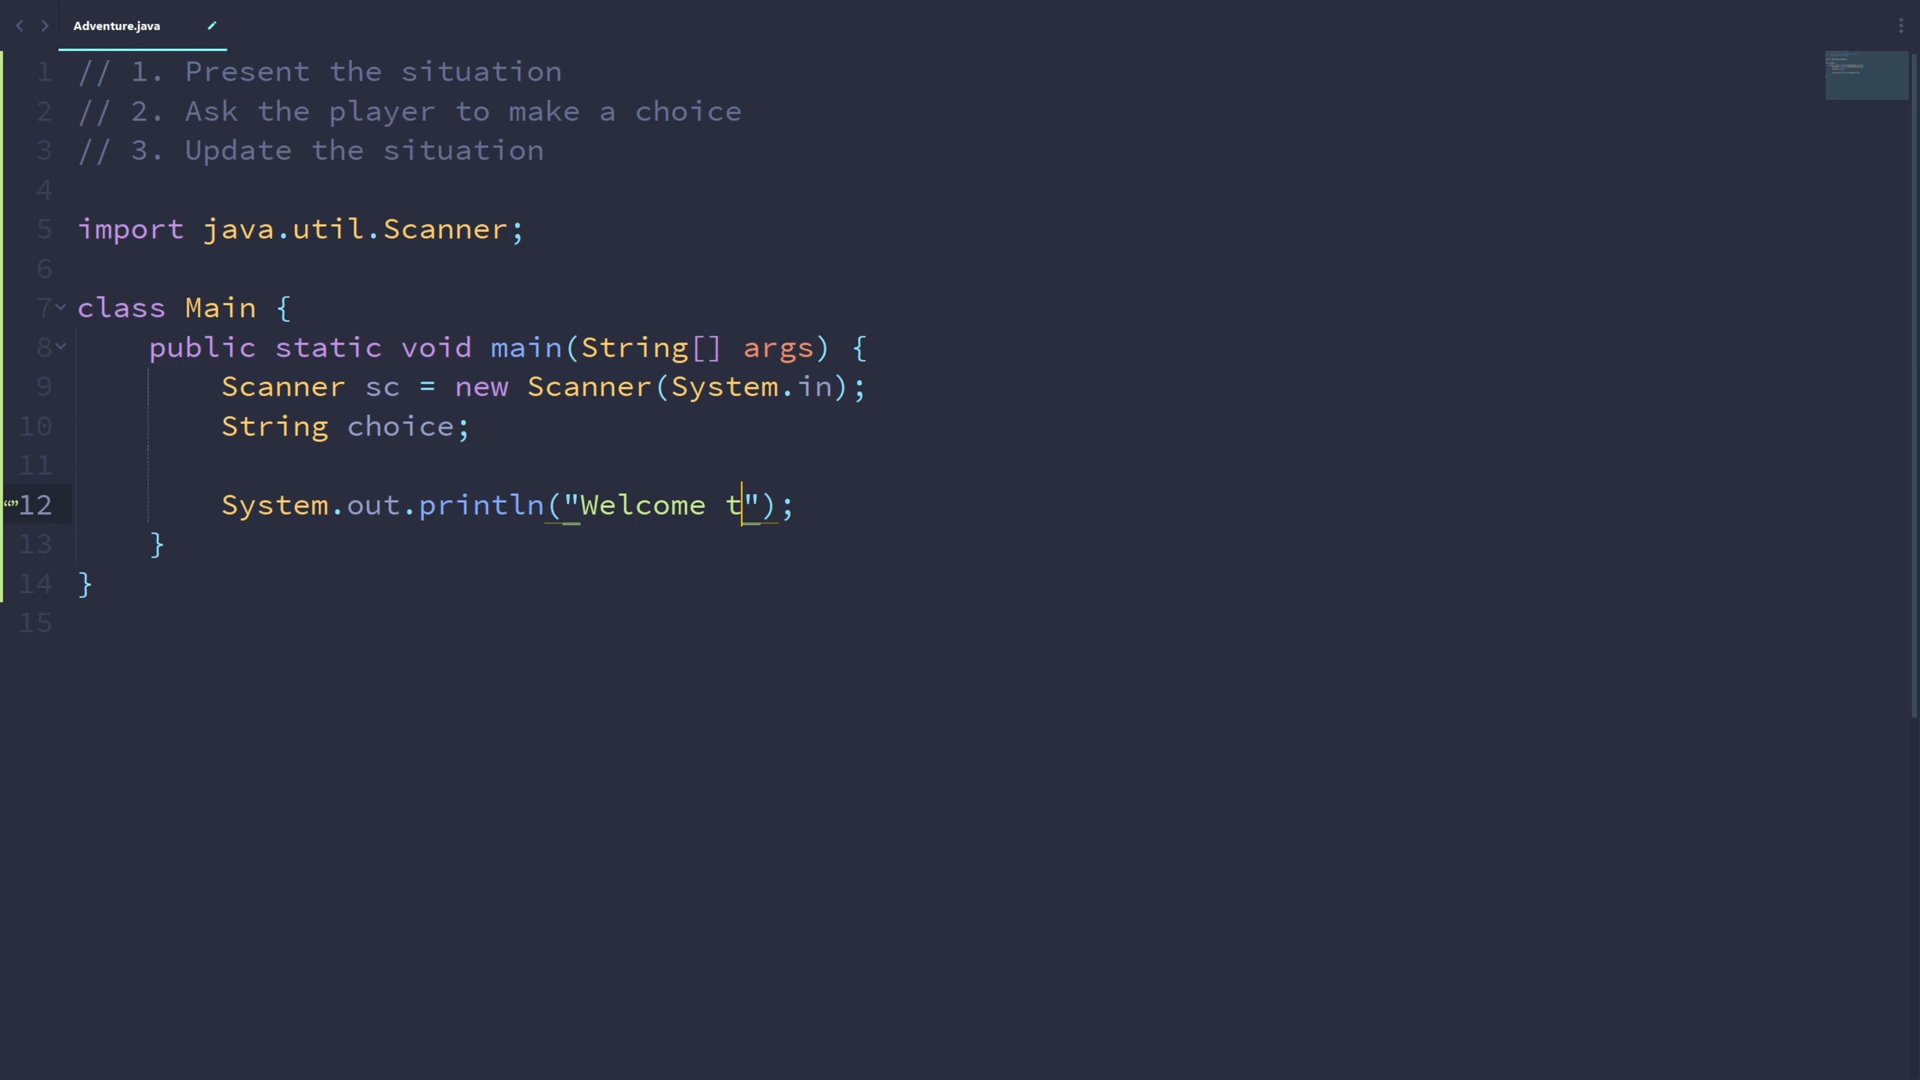 Adventure.java
1 // 1. Present the situation
2 // 2. Ask the player to make a choice
3 // 3. Update the situation
4
5 import java.util.Scanner;
6
7 class Main {
8     public static void main(String[] args) {
9         Scanner sc = new Scanner(System.in);
10         String choice;
11
12         System.out.println("Welcome t");
13     }
14 }
15